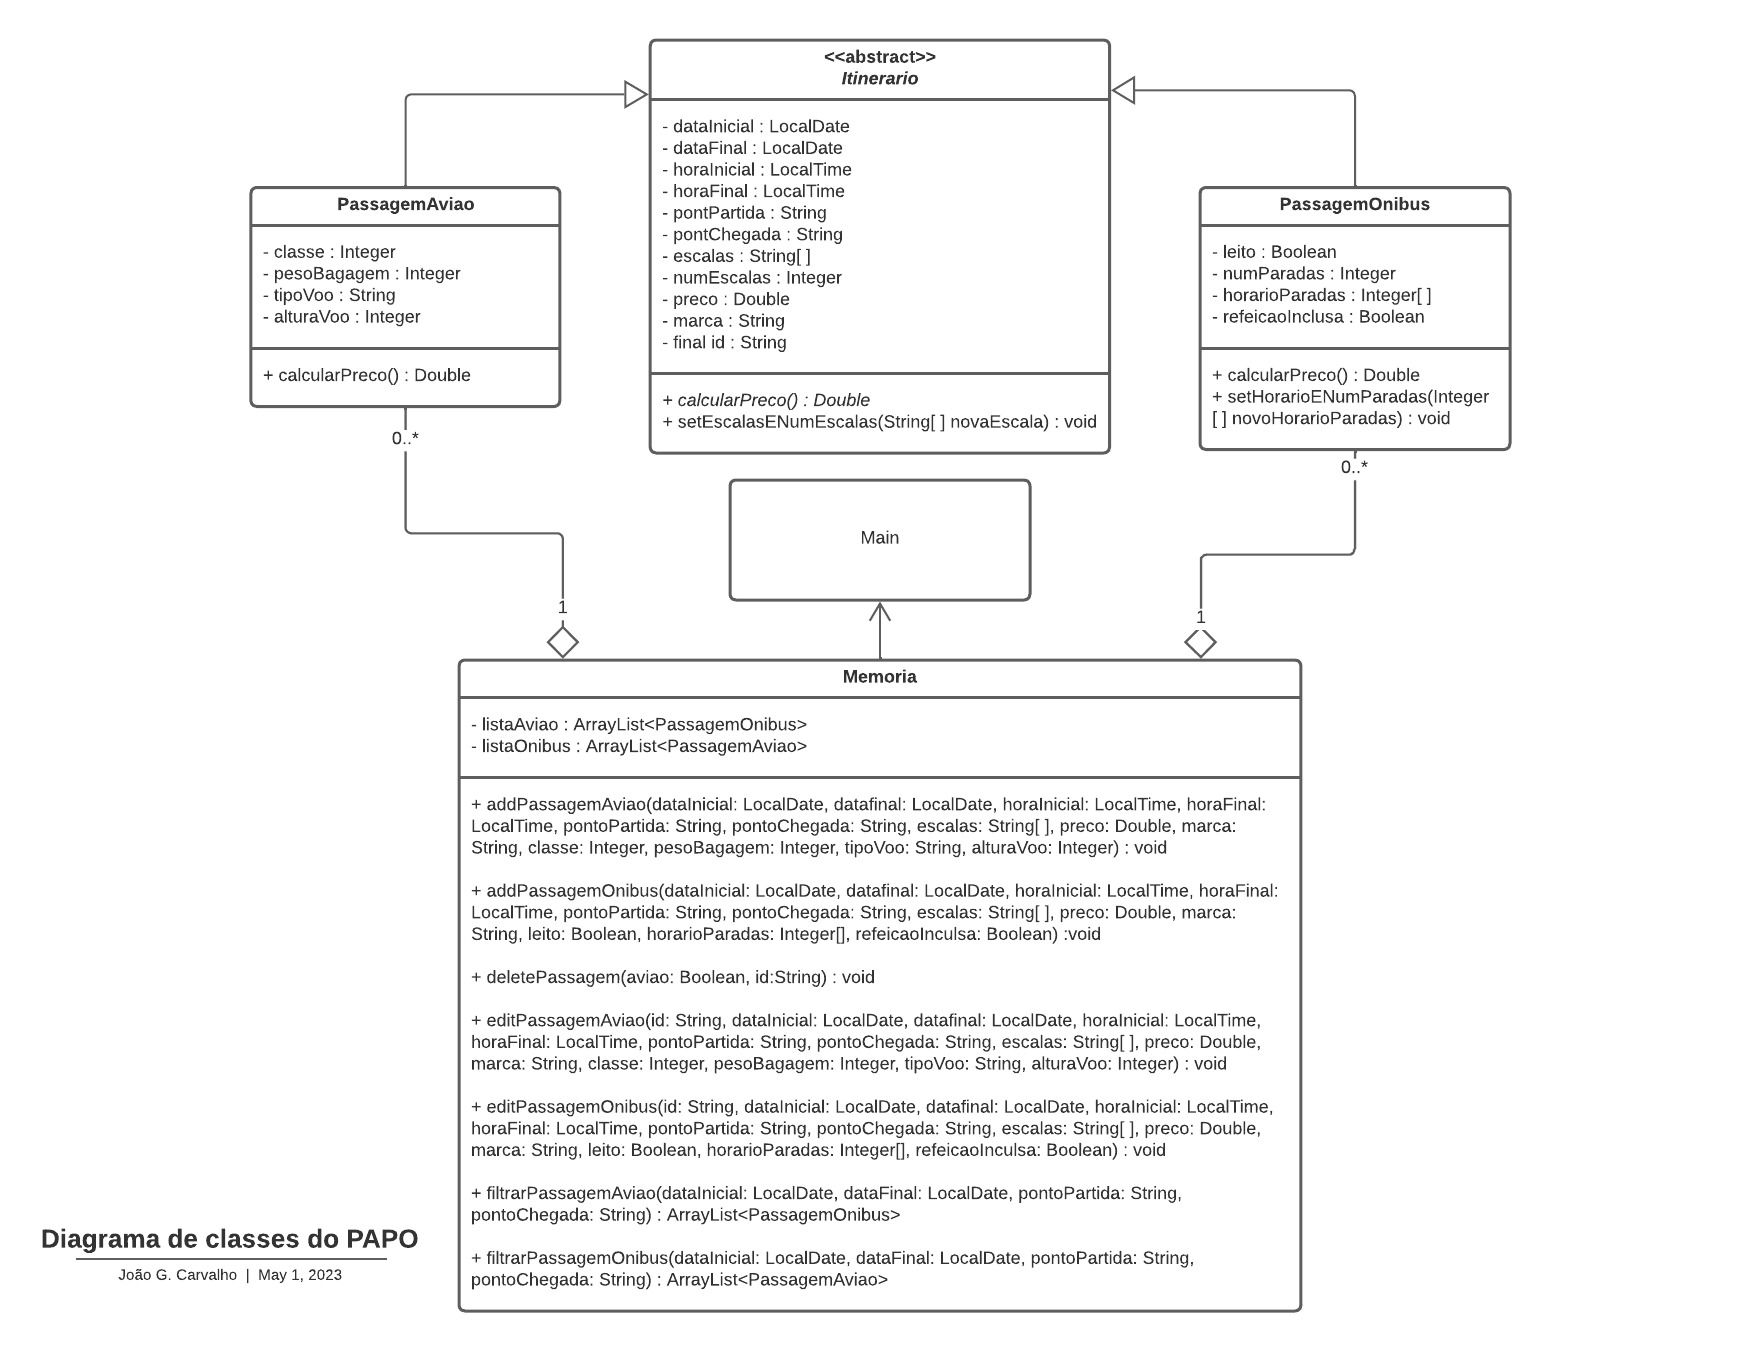 <<abstract>>
Itinerario
- dataInicial : LocalDate
- dataFinal : LocalDate
- horaInicial : LocalTime
- horaFinal : LocalTime
- pontPartida : String
- pontChegada : String
- escalas : String[ ]
- numEscalas : Integer
- preco : Double
- marca : String
- final id : String
+ calcularPreco() : Double
+ setEscalasENumEscalas(String[ ] novaEscala) : void
PassagemAviao
- classe : Integer
- pesoBagagem : Integer
- tipoVoo : String
- alturaVoo : Integer
+ calcularPreco() : Double
0..*
1
PassagemOnibus
- leito : Boolean
- numParadas : Integer
- horarioParadas : Integer[ ]
- refeicaoInclusa : Boolean
+ calcularPreco() : Double
+ setHorarioENumParadas(Integer
[ ] novoHorarioParadas) : void
0..*
1
Main
Memoria
- listaAviao : ArrayList<PassagemOnibus>
- listaOnibus : ArrayList<PassagemAviao>
+ addPassagemAviao(dataInicial: LocalDate, datafinal: LocalDate, horaInicial: LocalTime, horaFinal:
LocalTime, pontoPartida: String, pontoChegada: String, escalas: String[ ], preco: Double, marca:
String, classe: Integer, pesoBagagem: Integer, tipoVoo: String, alturaVoo: Integer) : void
+ addPassagemOnibus(dataInicial: LocalDate, datafinal: LocalDate, horaInicial: LocalTime, horaFinal:
LocalTime, pontoPartida: String, pontoChegada: String, escalas: String[ ], preco: Double, marca:
String, leito: Boolean, horarioParadas: Integer[], refeicaoInculsa: Boolean) :void
+ deletePassagem(aviao: Boolean, id:String) : void
+ editPassagemAviao(id: String, dataInicial: LocalDate, datafinal: LocalDate, horaInicial: LocalTime,
horaFinal: LocalTime, pontoPartida: String, pontoChegada: String, escalas: String[ ], preco: Double,
marca: String, classe: Integer, pesoBagagem: Integer, tipoVoo: String, alturaVoo: Integer) : void
+ editPassagemOnibus(id: String, dataInicial: LocalDate, datafinal: LocalDate, horaInicial: LocalTime,
horaFinal: LocalTime, pontoPartida: String, pontoChegada: String, escalas: String[ ], preco: Double,
marca: String, leito: Boolean, horarioParadas: Integer[], refeicaoInculsa: Boolean) : void
+ filtrarPassagemAviao(dataInicial: LocalDate, dataFinal: LocalDate, pontoPartida: String,
pontoChegada: String) : ArrayList<PassagemOnibus>
+ filtrarPassagemOnibus(dataInicial: LocalDate, dataFinal: LocalDate, pontoPartida: String,
pontoChegada: String) : ArrayList<PassagemAviao>
Diagrama de classes do PAPO
João G. Carvalho | May 1, 2023